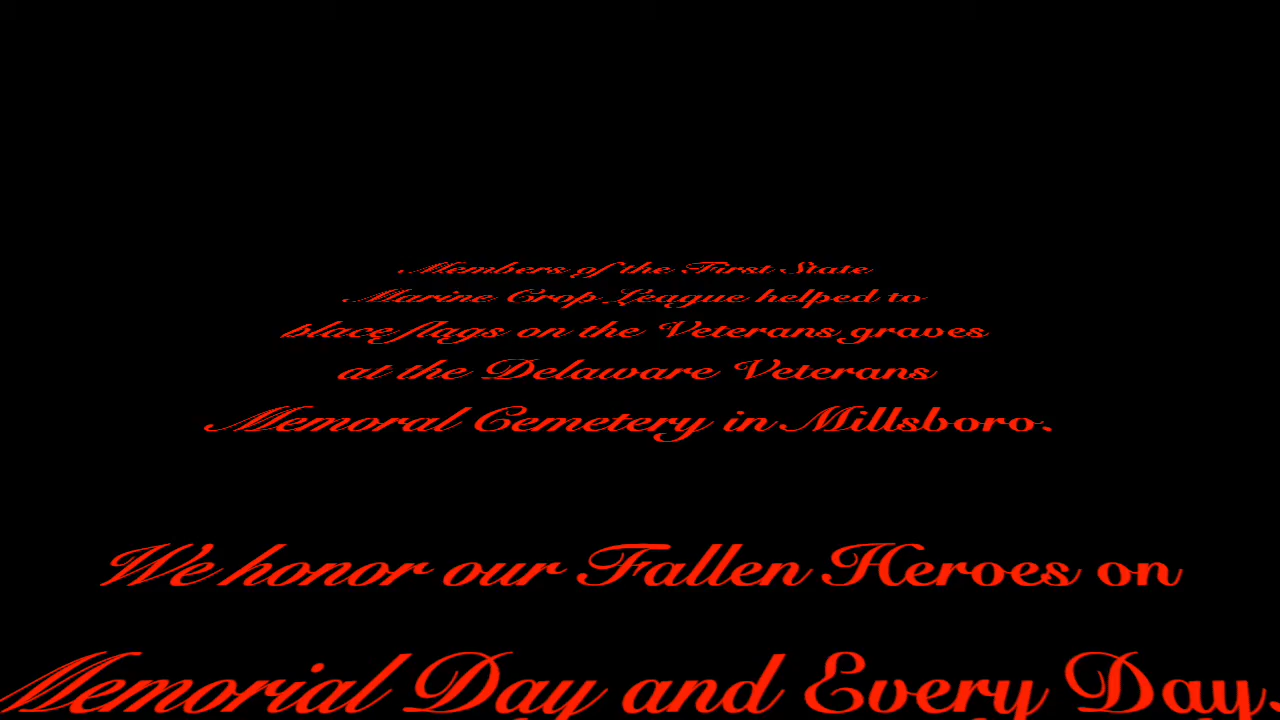 Members of the First State
Marine Crop League helped to
place flags on the Veterans graves
at the Delaware Veterans
Memoral Cemetery in Millsboro.
We honor our Fallen Heroes on
Memorial Day and Every Day.